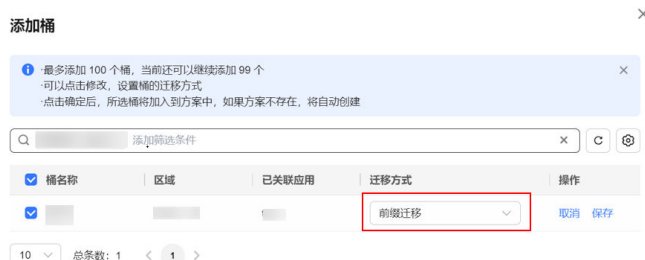 添加桶
·最多添加 100 个桶，当前还可以继续添加 99 个
·可以点击修改，设置桶的迁移方式
·点击确定后，所选桶将加入到方案中，如果方案不存在，将自动创建
添加筛选条件
桶名称 区域 已关联应用 迁移方式 操作
前缀迁移 取消 保存
10 总条数：1 1